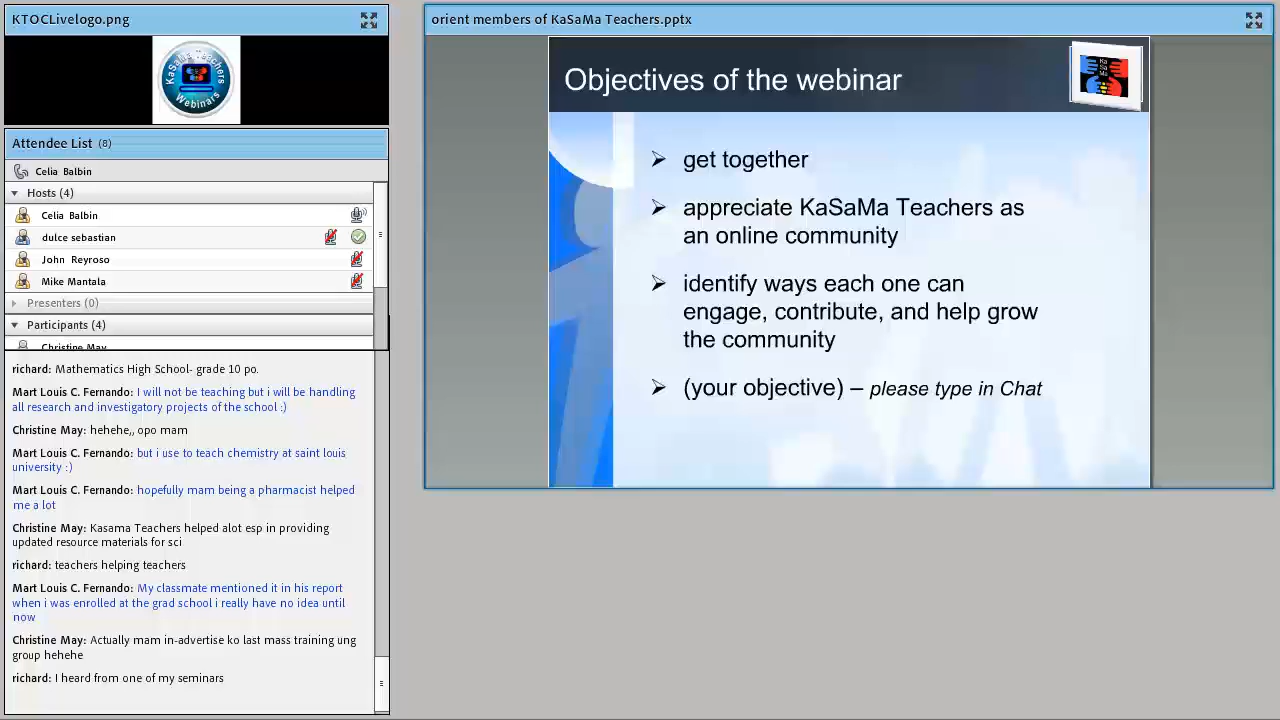 KTOCLivelogo.png
KaSaMa Teachers
Webinars
Attendee List (8)
Celia Balbin
Hosts (4)
Celia Balbin
dulce sebastian
John Reyroso
Mike Mantala
Presenters (0)
Participants (4)
Christine May
richard: Mathematics High School- grade 10 po.
Mart Louis C. Fernando: I will not be teaching but i will be handling
all research and investigatory projects of the school :)
Christine May: hehehe,, opo mam
Mart Louis C. Fernando: but i use to teach chemistry at saint louis
university :)
Mart Louis C. Fernando: hopefully mam being a pharmacist helped
me a lot
Christine May: Kasama Teachers helped alot esp in providing
updated resource materials for sci
richard: teachers helping teachers
Mart Louis C. Fernando: My classmate mentioned it in his report
when i was enrolled at the grad school i really have no idea until
now
Christine May: Actually mam in-advertise ko last mass training ung
group hehehe
richard: I heard from one of my seminars
orient members of KaSaMa Teachers.pptx
Objectives of the webinar
Ka
Sa
Ma
get together
appreciate KaSaMa Teachers as
an online community
identify ways each one can
engage, contribute, and help grow
the community
(your objective) – please type in Chat